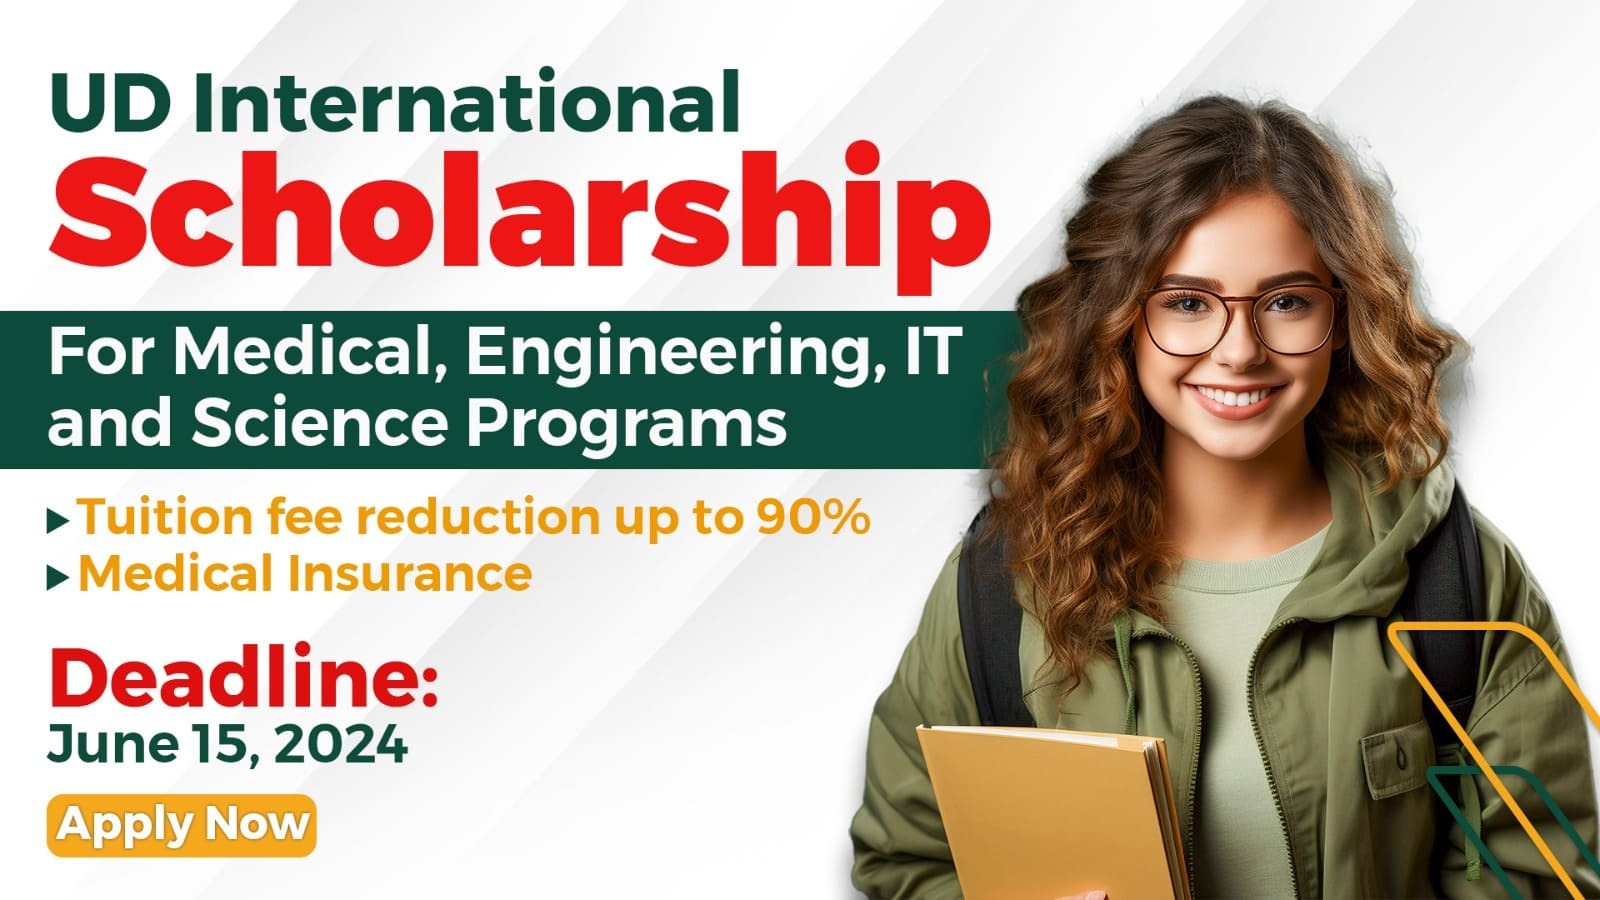 UD International
Scholarship
For Medical, Engineering, IT
and Science Programs
Tuition fee reduction up to 90%
Medical Insurance
Deadline:
June 15, 2024
Apply Now